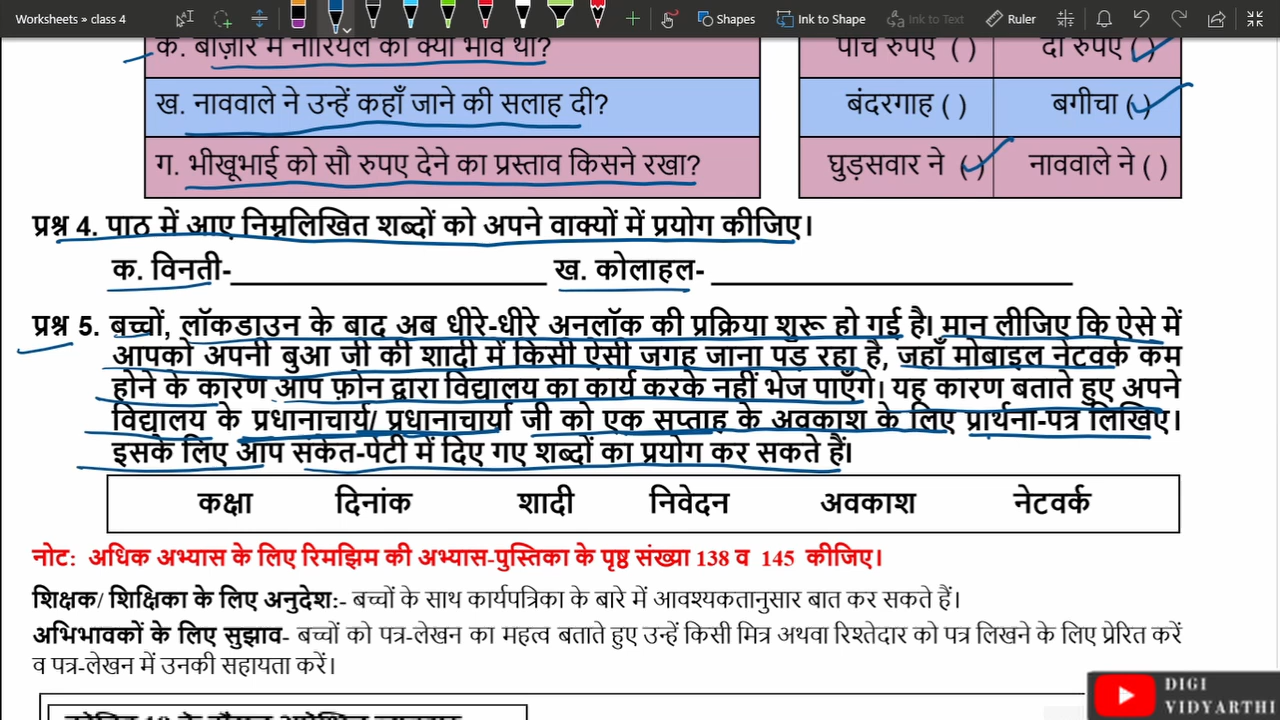 Worksheets » class 4
Shapes Ink to Shape Ink to Text Ruler
क. बाज़ार में नारियल का क्या भाव था? पाँच रुपए ( ) दो रुपए ( )
ख. नाववाले ने उन्हें कहाँ जाने की सलाह दी? बंदरगाह ( ) बगीचा ( )
ग. भीखूभाई को सौ रुपए देने का प्रस्ताव किसने रखा? घुड़सवार ने ( ) नाववाले ने ( )
प्रश्न 4. पाठ में आए निम्नलिखित शब्दों को अपने वाक्यों में प्रयोग कीजिए।
क. विनती-____________________ ख. कोलाहल- ______________________
प्रश्न 5. बच्चों, लॉकडाउन के बाद अब धीरे-धीरे अनलॉक की प्रक्रिया शुरू हो गई है। मान लीजिए कि ऐसे में
आपको अपनी बुआ जी की शादी में किसी ऐसी जगह जाना पड़ रहा है, जहाँ मोबाइल नेटवर्क कम
होने के कारण आप फ़ोन द्वारा विद्यालय का कार्य करके नहीं भेज पाएँगे। यह कारण बताते हुए अपने
विद्यालय के प्रधानाचार्य/ प्रधानाचार्या जी को एक सप्ताह के अवकाश के लिए प्रार्थना-पत्र लिखिए।
इसके लिए आप संकेत-पेटी में दिए गए शब्दों का प्रयोग कर सकते हैं।
कक्षा दिनांक शादी निवेदन अवकाश नेटवर्क
नोट: अधिक अभ्यास के लिए रिमझिम की अभ्यास-पुस्तिका के पृष्ठ संख्या 138 व 145 कीजिए।
शिक्षक/ शिक्षिका के लिए अनुदेश:- बच्चों के साथ कार्यपत्रिका के बारे में आवश्यकतानुसार बात कर सकते हैं।
अभिभावकों के लिए सुझाव- बच्चों को पत्र-लेखन का महत्व बताते हुए उन्हें किसी मित्र अथवा रिश्तेदार को पत्र लिखने के लिए प्रेरित करें
व पत्र-लेखन में उनकी सहायता करें।
DIGI
VIDYARTHI